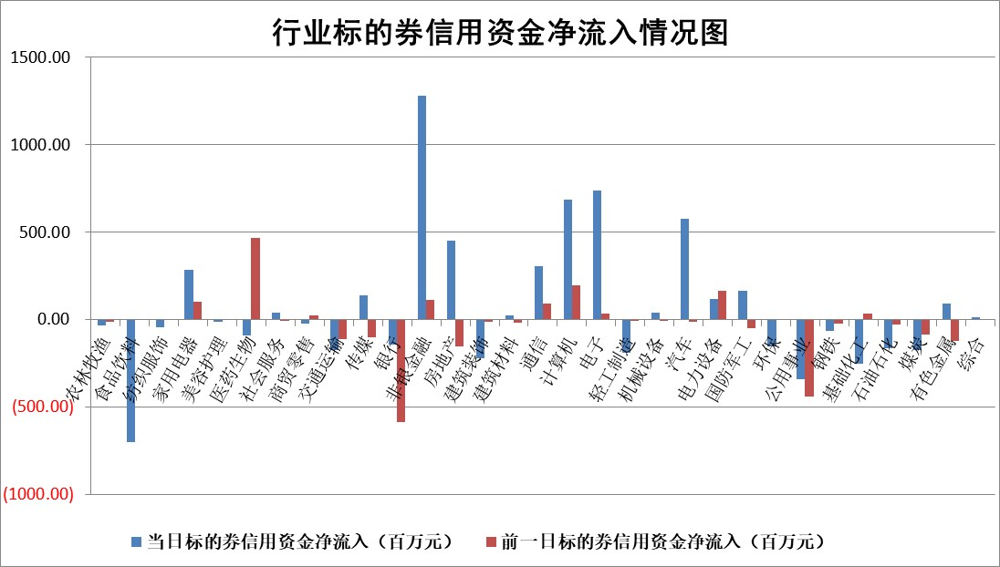 行业标的券信用资金净流入情况图
1500.00
1000.00
500.00
0.00
(500.00)
(1000.00)
农林牧渔
食品饮料
纺织服饰
家用电器
美容护理
医药生物
社会服务
商贸零售
交通运输
传媒
银行
非银金融
房地产
建筑装饰
建筑材料
通信
计算机
电子
轻工制造
机械设备
汽车
电力设备
国防军工
环保
公用事业
钢铁
基础化工
石油石化
煤炭
有色金属
综合
当日标的券信用资金净流入（百万元）
前一日标的券信用资金净流入（百万元）